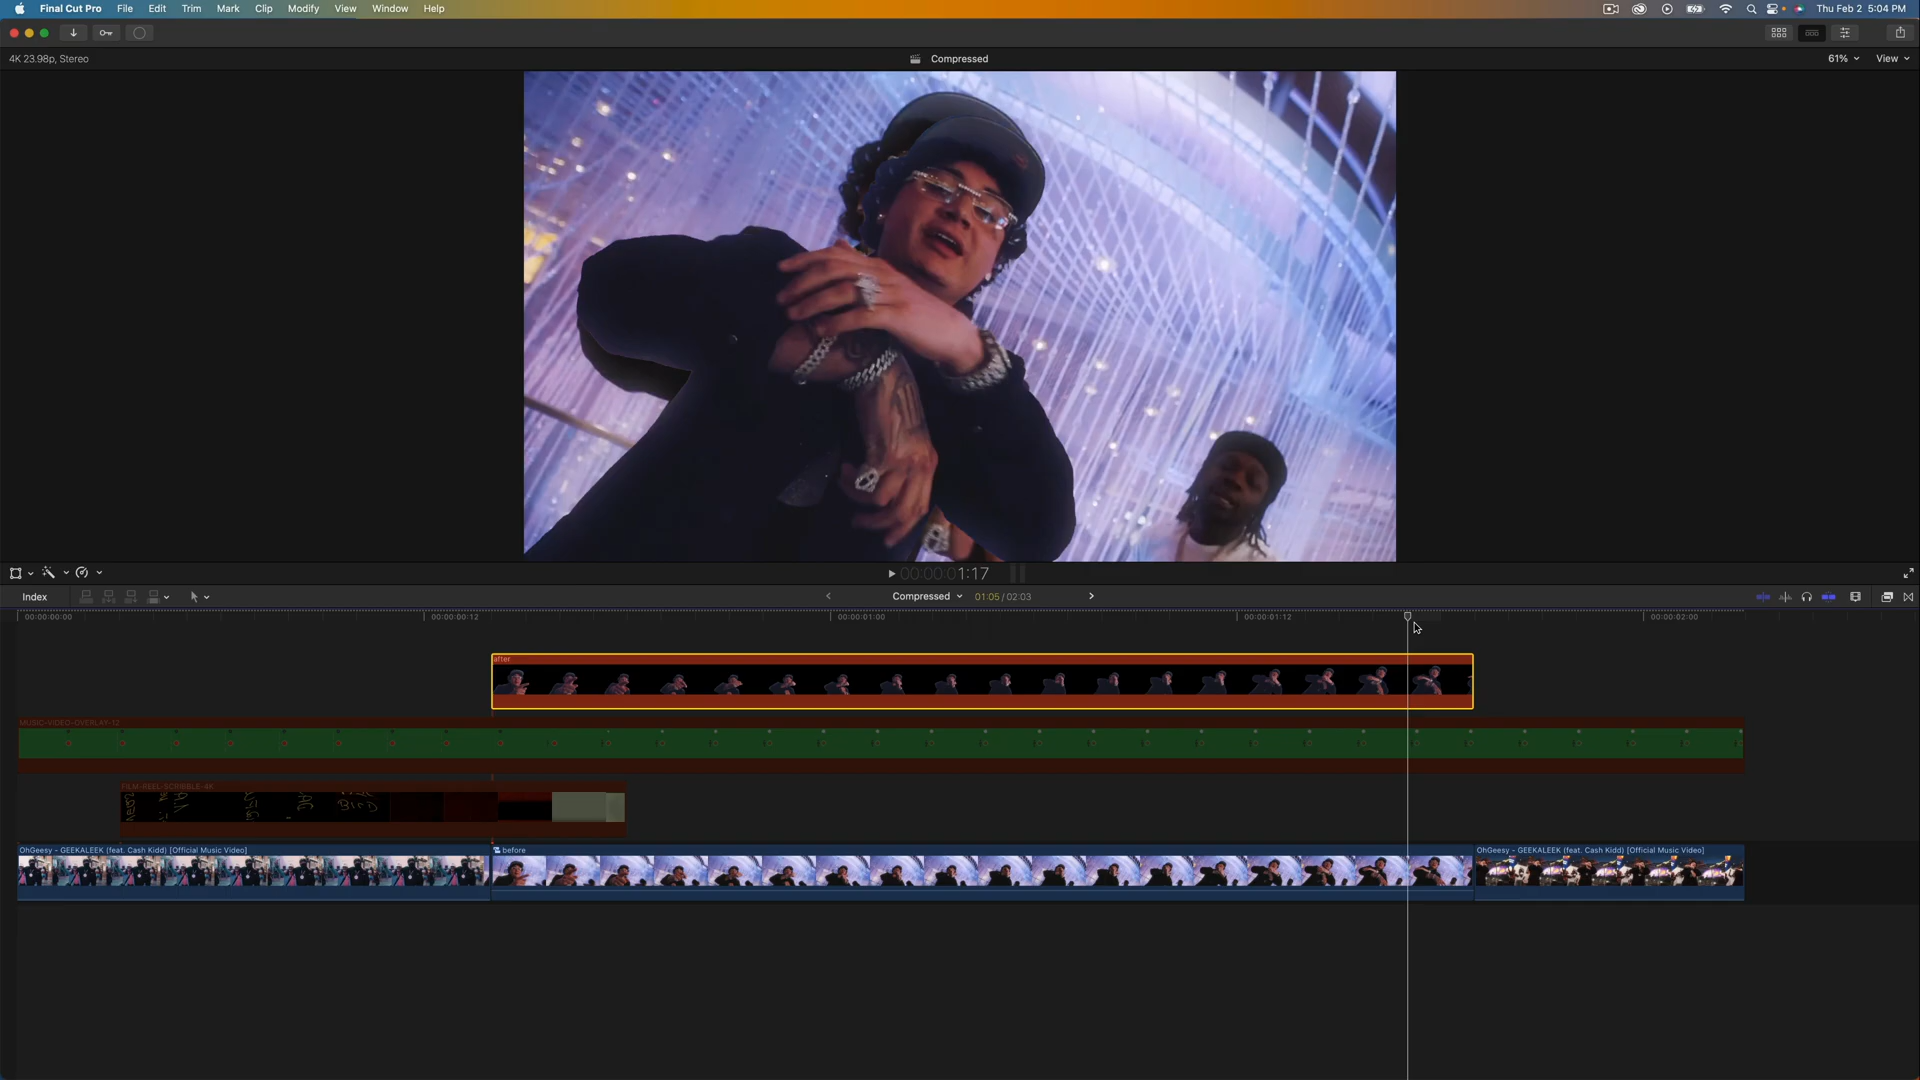 Final Cut Pro File Edit Trim Mark Clip Modify View Window Help Thu Feb 2 5:04 PM
4K 23.98p, Stereo Compressed 61% View
00:00:00:01:17
Index Compressed 01:05 / 02:03
00:00:00:00 00:00:00:12 00:00:01:00 00:00:01:12 00:00:02:00
after
MUSIC-VIDEO-OVERLAY-12
FILM-REEL-SCRIBBLE-4K
OhGeesy - GEEKALEEK (feat. Cash Kidd) [Official Music Video] before OhGeesy - GEEKALEEK (feat. Cash Kidd) [Official Music Video]